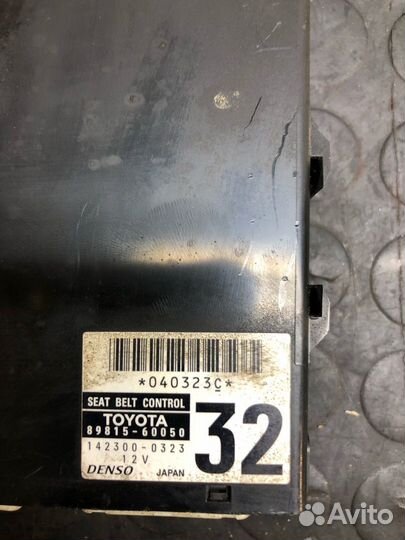 *040323C*
SEAT BELT CONTROL
TOYOTA
89815-60050
142300-0323
12V
DENSO JAPAN
32
Avito